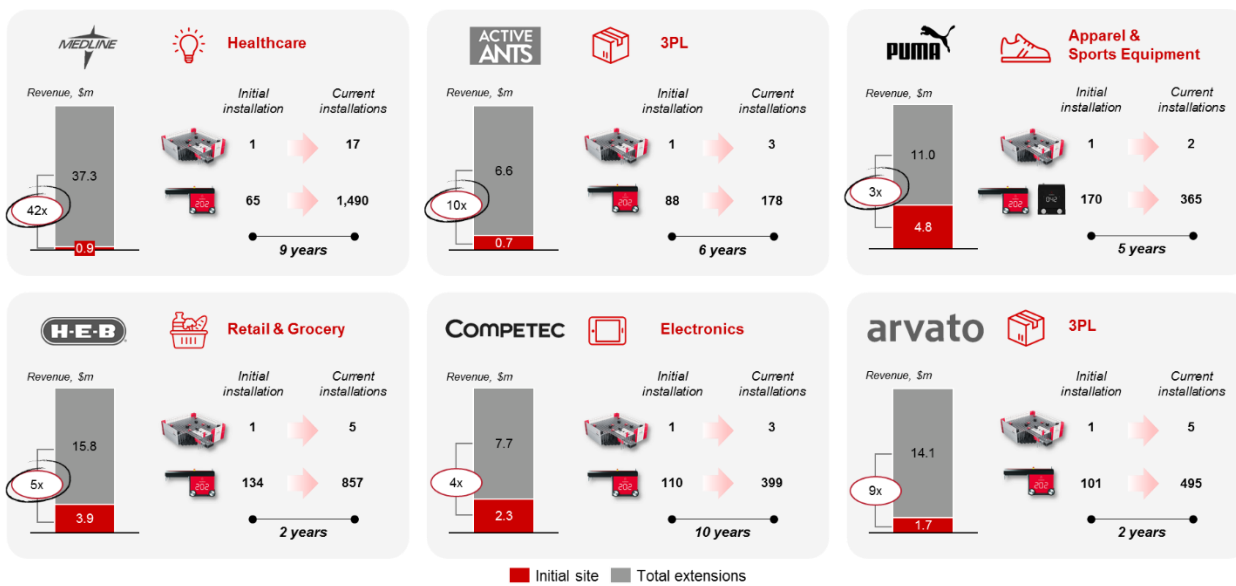 MEDLINE
Healthcare
Revenue, $m
Initial
installation
Current
installations
37.3
42x
0.9
1
17
65
1,490
9 years
ACTIVE
ANTS
3PL
Revenue, $m
Initial
installation
Current
installations
6.6
10x
0.7
1
3
88
178
6 years
PUMA
Apparel &
Sports Equipment
Revenue, $m
Initial
installation
Current
installations
11.0
3x
4.8
1
2
170
365
5 years
H-E-B
Retail & Grocery
Revenue, $m
Initial
installation
Current
installations
15.8
5x
3.9
1
5
134
857
2 years
COMPETEC
Electronics
Revenue, $m
Initial
installation
Current
installations
7.7
4x
2.3
1
3
110
399
10 years
arvato
3PL
Revenue, $m
Initial
installation
Current
installations
14.1
9x
1.7
1
5
101
495
2 years
Initial site
Total extensions